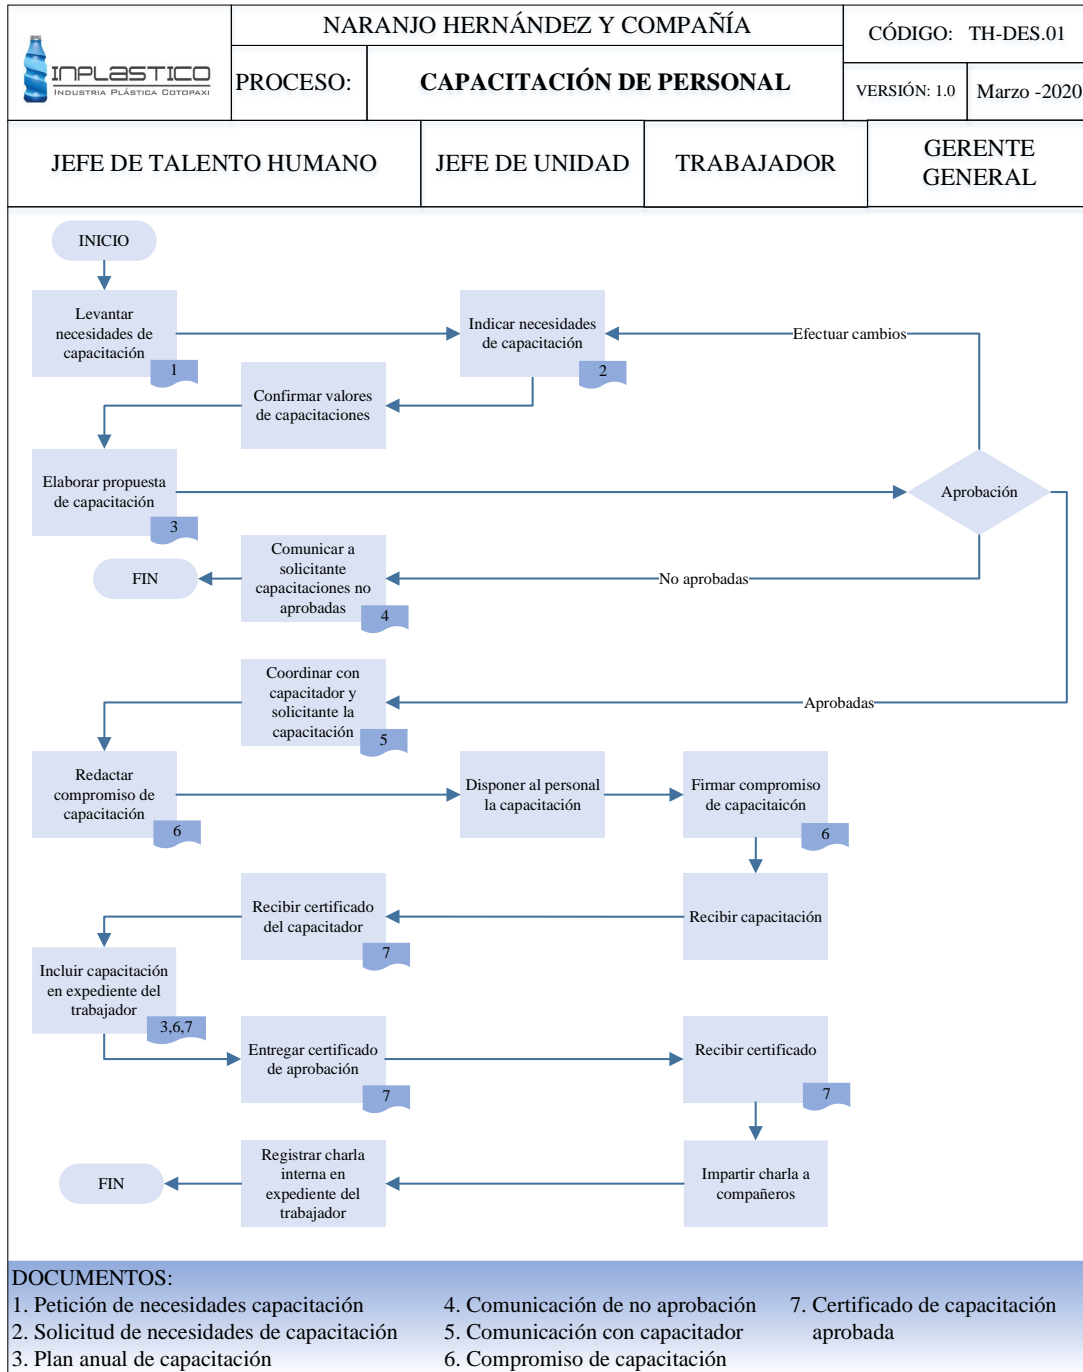 INPLASTICO
INDUSTRIA PLÁSTICA COTOPAXI
NARANJO HERNÁNDEZ Y COMPAÑÍA
PROCESO:
CAPACITACIÓN DE PERSONAL
CÓDIGO: TH-DES.01
VERSIÓN: 1.0
Marzo -2020
JEFE DE TALENTO HUMANO
JEFE DE UNIDAD
TRABAJADOR
GERENTE
GENERAL
INICIO
Levantar
necesidades de
capacitación
1
Indicar necesidades
de capacitación
2
Efectuar cambios
Confirmar valores
de capacitaciones
Elaborar propuesta
de capacitación
3
Aprobación
FIN
Comunicar a
solicitante
capacitaciones no
aprobadas
4
No aprobadas
Coordinar con
capacitador y
solicitante la
capacitación
5
Aprobadas
Redactar
compromiso de
capacitación
6
Disponer al personal
la capacitación
Firmar compromiso
de capacitaicón
6
Recibir certificado
del capacitador
7
Recibir capacitación
Incluir capacitación
en expediente del
trabajador
3,6,7
Entregar certificado
de aprobación
7
Recibir certificado
7
FIN
Registrar charla
interna en
expediente del
trabajador
Impartir charla a
compañeros
DOCUMENTOS:
1. Petición de necesidades capacitación
2. Solicitud de necesidades de capacitación
3. Plan anual de capacitación
4. Comunicación de no aprobación
5. Comunicación con capacitador
6. Compromiso de capacitación
7. Certificado de capacitación
aprobada